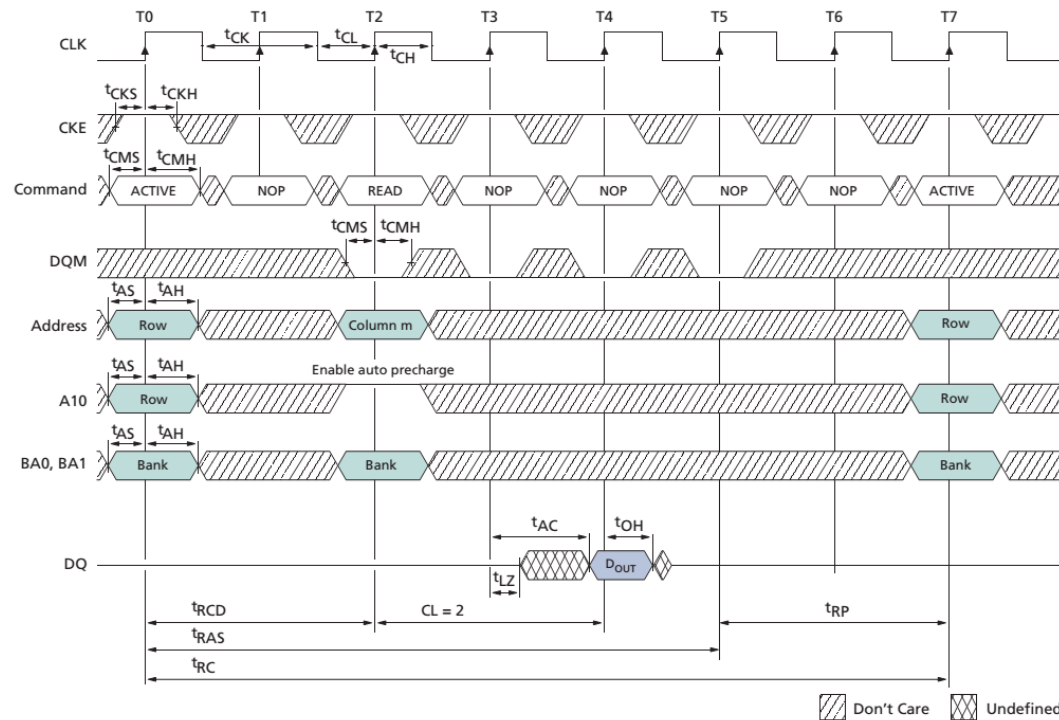 T0 T1 T2 T3 T4 T5 T6 T7
CLK
tCK tCL
tCH
tCKS tCKH
CKE
tCMS tCMH
Command ACTIVE NOP READ NOP NOP NOP NOP ACTIVE
tCMS tCMH
DQM
tAS tAH
Address Row Column m Row
tAS tAH Enable auto precharge
A10 Row Row
tAS tAH
BA0, BA1 Bank Bank Bank
tAC tOH
DQ DOUT
tLZ
tRCD CL = 2 tRP
tRAS
tRC
Don't Care Undefined